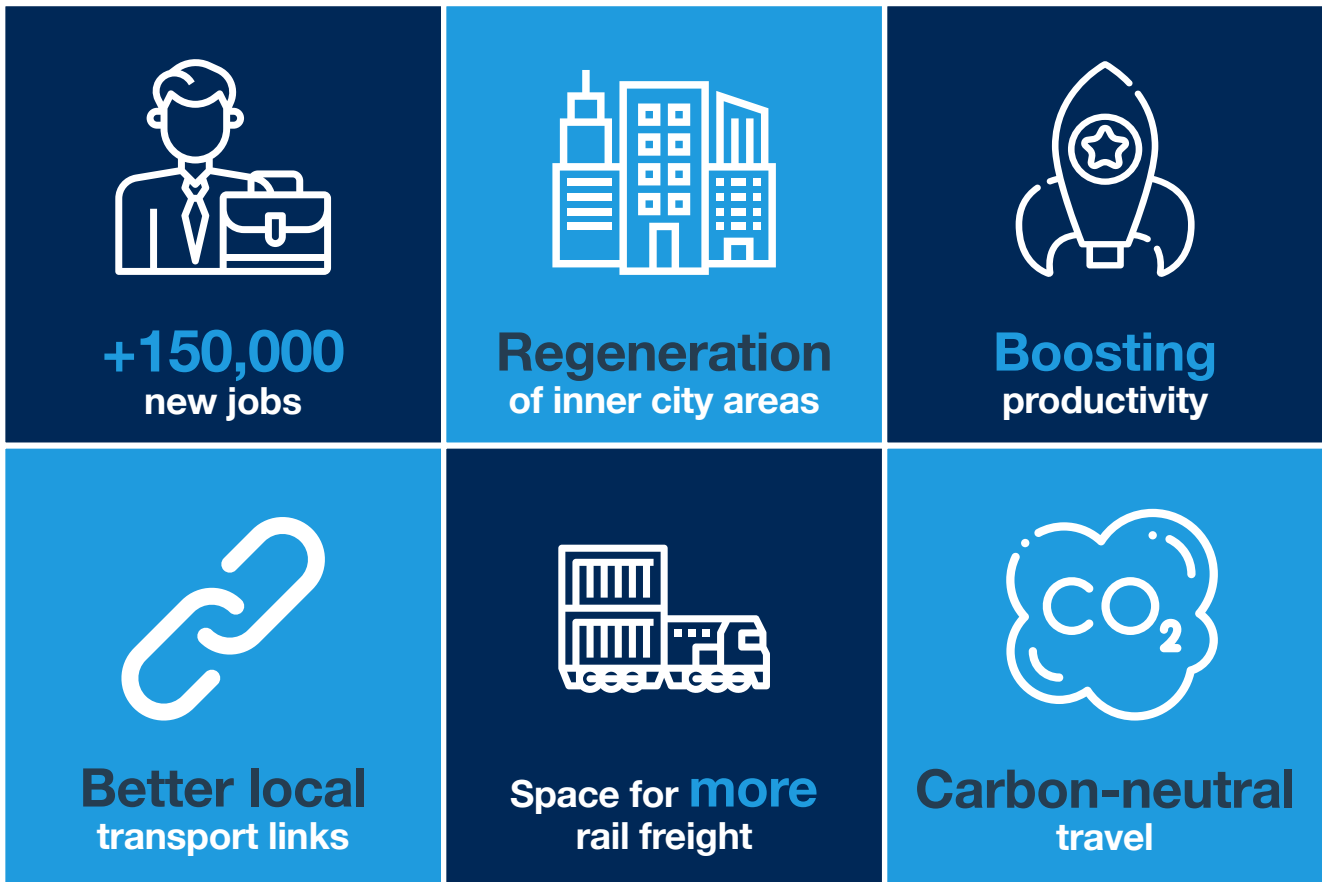 +150,000
new jobs
Regeneration
of inner city areas
Boosting
productivity
Better local
transport links
Space for more
rail freight
CO2
Carbon-neutral
travel